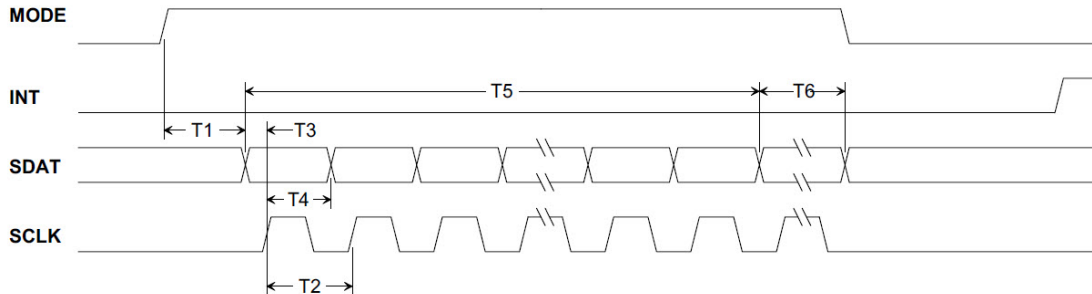 MODE
INT
T5
T6
T1
T3
SDAT
T4
SCLK
T2